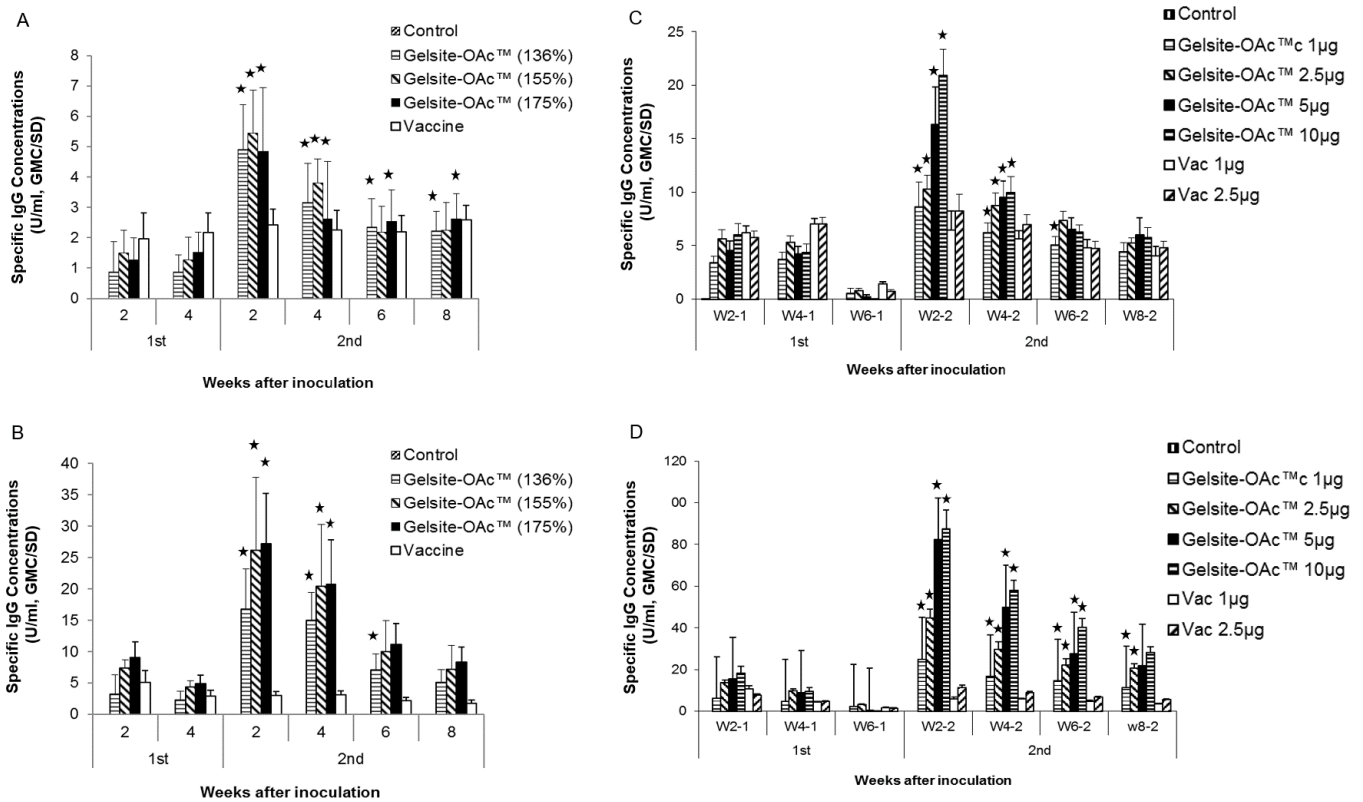 A
Specific IgG Concentrations
(U/ml, GMC/SD)
8
7
6
5
4
3
2
1
0
Control
Gelsite-OAc™ (136%)
Gelsite-OAc™ (155%)
Gelsite-OAc™ (175%)
Vaccine
2 4 2 4 6 8
1st 2nd
Weeks after inoculation
B
Specific IgG Concentrations
(U/ml, GMC/SD)
40
35
30
25
20
15
10
5
0
Control
Gelsite-OAc™ (136%)
Gelsite-OAc™ (155%)
Gelsite-OAc™ (175%)
Vaccine
2 4 2 4 6 8
1st 2nd
Weeks after inoculation
C
Specific IgG Concentrations
(U/ml, GMC/SD)
25
20
15
10
5
0
Control
Gelsite-OAc™c 1µg
Gelsite-OAc™ 2.5µg
Gelsite-OAc™ 5µg
Gelsite-OAc™ 10µg
Vac 1µg
Vac 2.5µg
W2-1 W4-1 W6-1 W2-2 W4-2 W6-2 W8-2
1st 2nd
Weeks after inoculation
D
Specific IgG Concentrations
(U/ml, GMC/SD)
120
00
80
60
40
20
0
Control
Gelsite-OAc™c 1µg
Gelsite-OAc™ 2.5µg
Gelsite-OAc™ 5µg
Gelsite-OAc™ 10µg
Vac 1µg
Vac 2.5µg
W2-1 W4-1 W6-1 W2-2 W4-2 W6-2 w8-2
1st 2nd
Weeks after inoculation